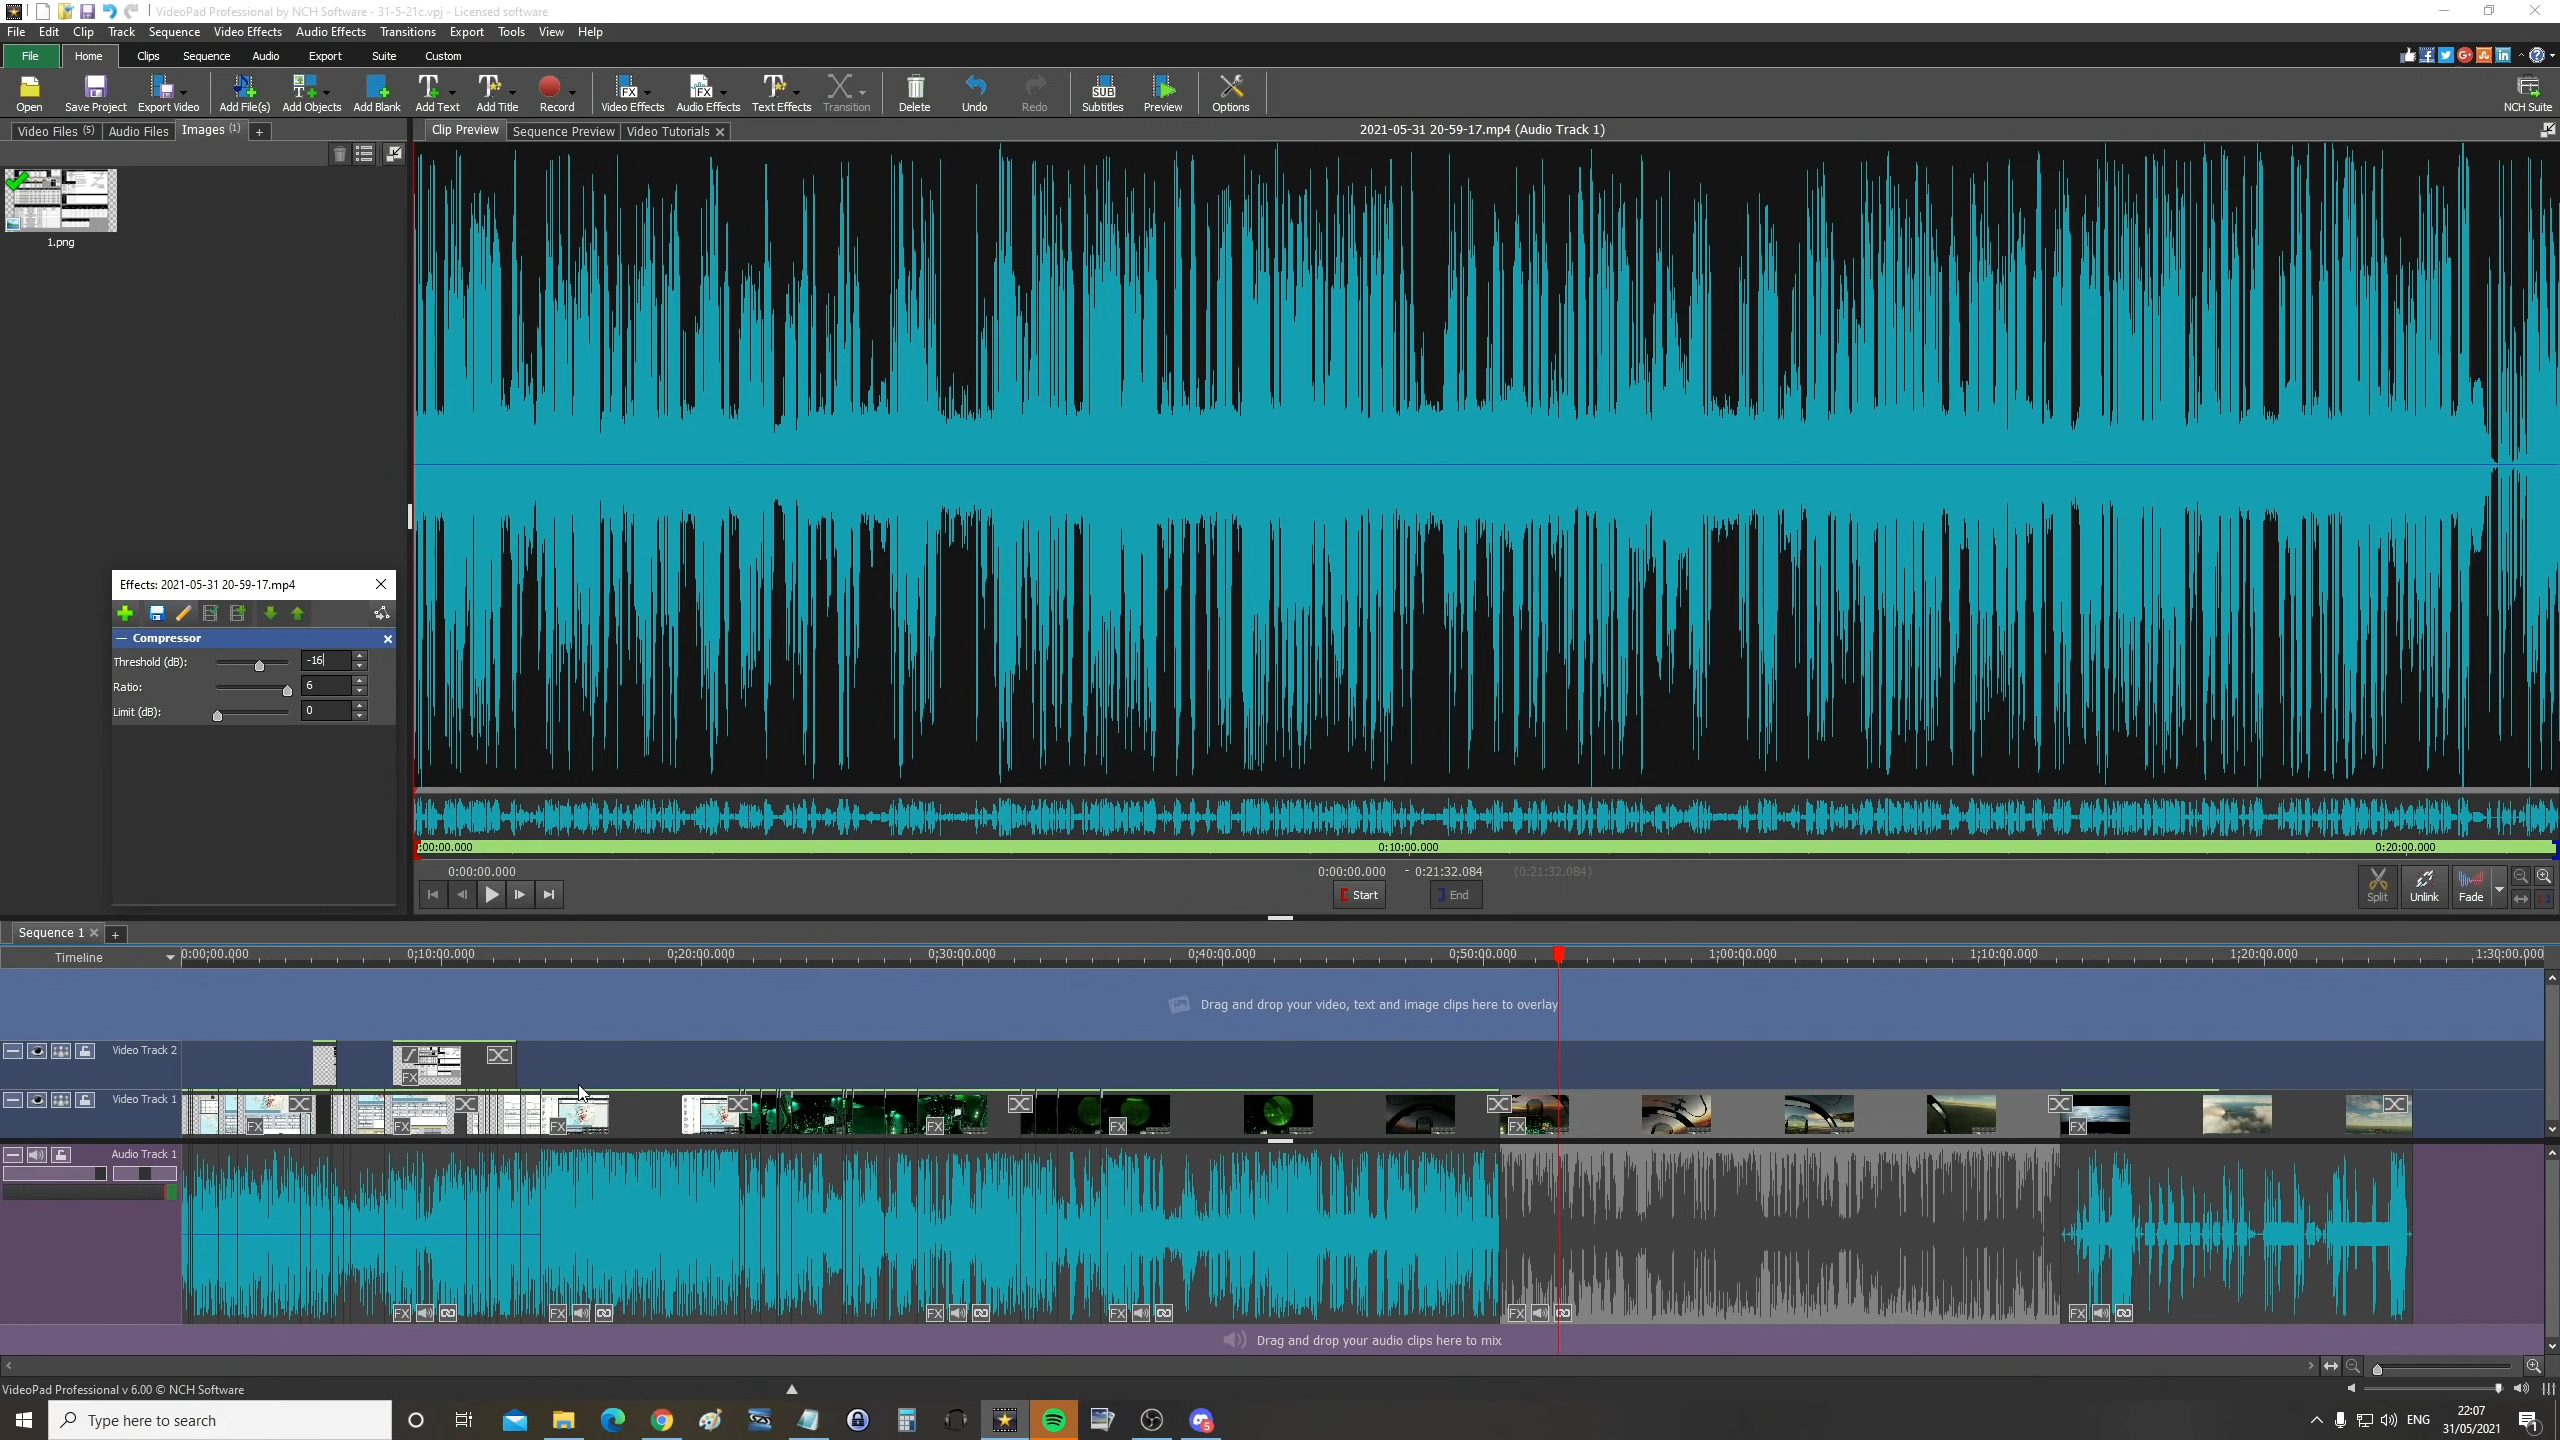 VideoPad Professional by NCH Software - 31-5-21c.vpj - Licensed software
File Edit Clip Track Sequence Video Effects Audio Effects Transitions Export Tools View Help
File Home Clips Sequence Audio Export Suite Custom
Open Save Project Export Video Add File(s) Add Objects Add Blank Add Text Add Title Record Video Effects Audio Effects Text Effects Transition Delete Undo Redo Subtitles Preview Options NCH Suite
Video Files (5) Audio Files Images (1) +
Clip Preview Sequence Preview Video Tutorials 2021-05-31 20-59-17.mp4 (Audio Track 1)
1.png
Effects: 2021-05-31 20-59-17.mp4
Compressor
Threshold (dB): -16
Ratio: 6
Limit (dB): 0
:00:00.000 0:10:00.000 0:20:00.000
0:00:00.000 0:00:00.000 - 0:21:32.084 (0:21:32.084)
Start End
Split Unlink Fade
Sequence 1 +
Timeline 0:00:00.000 0;10:00.000 0;20:00.000 0;30:00.000 0;40:00.000 0;50:00.000 1;00:00.000 1;10:00.000 1;20:00.000 1:30:00.000
Drag and drop your video, text and image clips here to overlay
Video Track 2
FX
Video Track 1
FX FX FX FX FX FX FX
Audio Track 1
FX FX FX FX FX FX
Drag and drop your audio clips here to mix
VideoPad Professional v 6.00 © NCH Software
Type here to search
ENG
22:07
31/05/2021